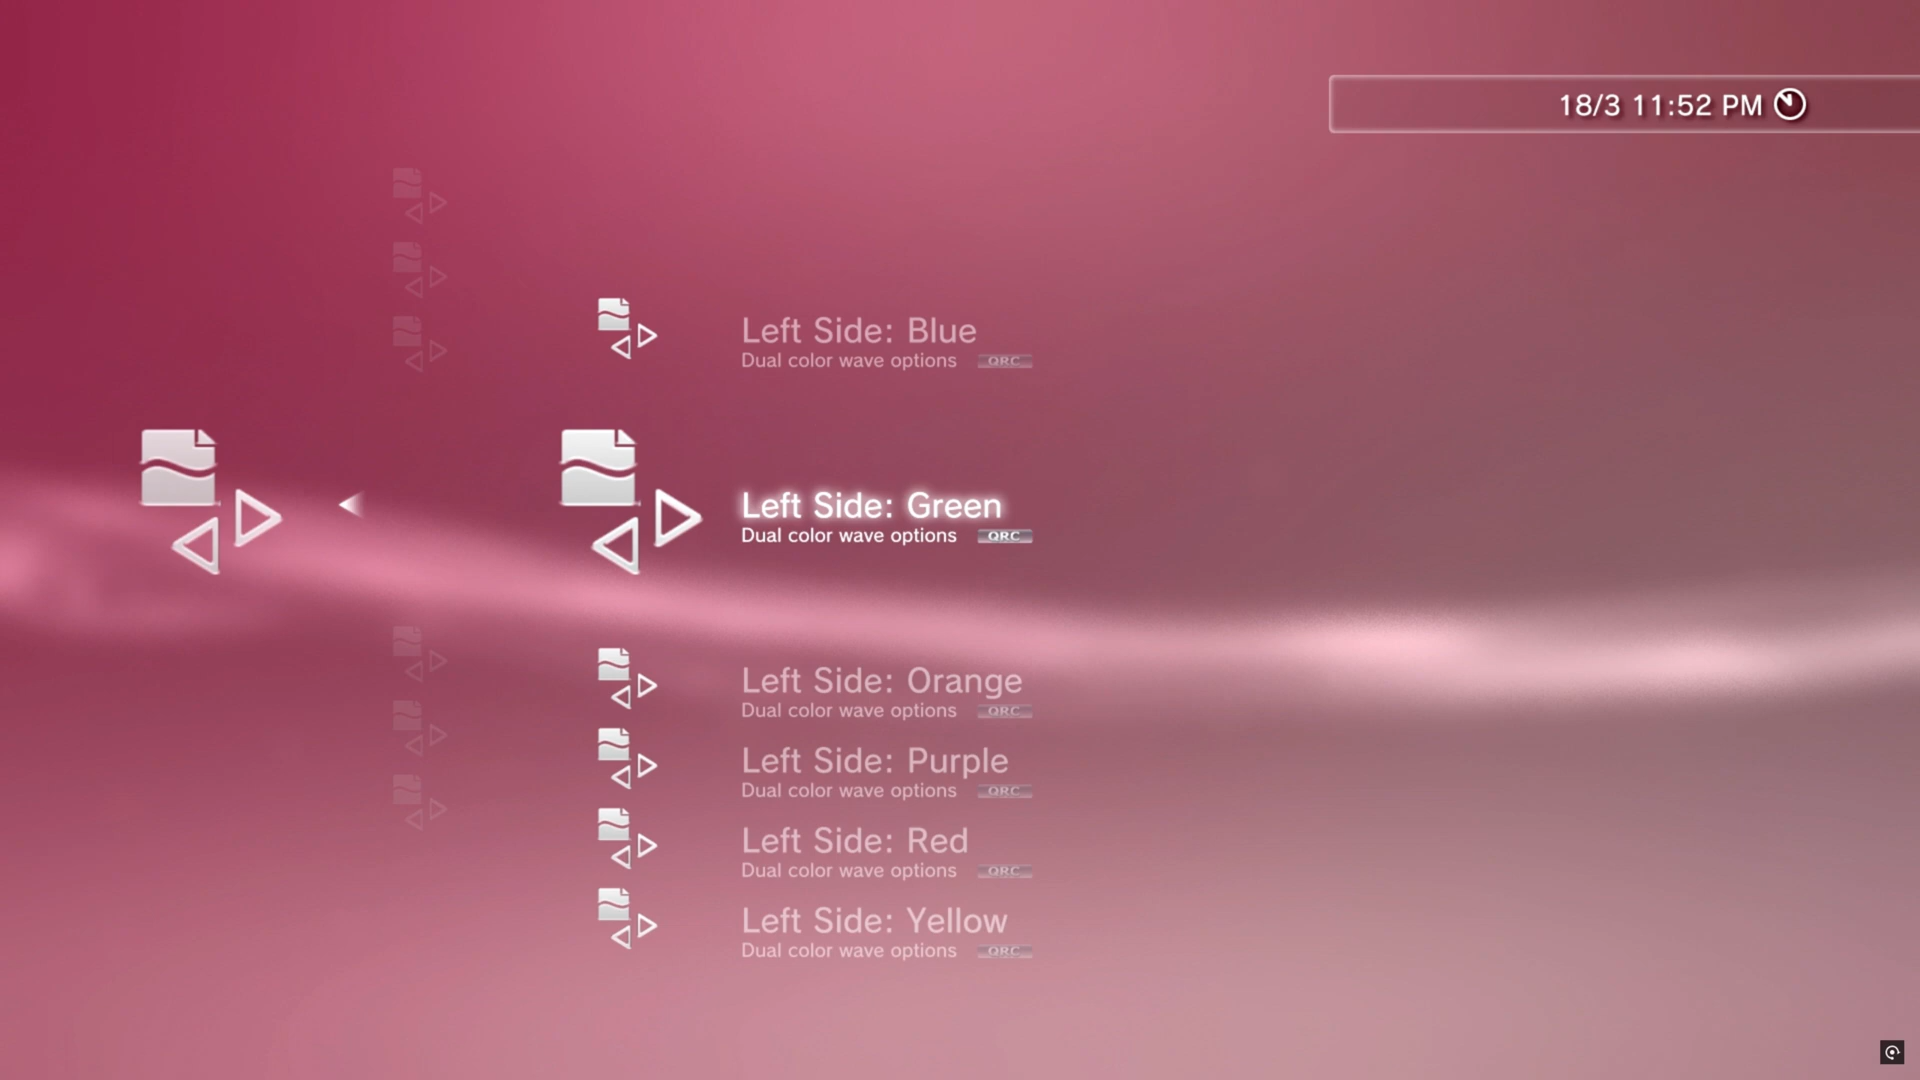 18/3 11:52 PM
Left Side: Blue
Dual color wave options QRC
Left Side: Green
Dual color wave options QRC
Left Side: Orange
Dual color wave options QRC
Left Side: Purple
Dual color wave options QRC
Left Side: Red
Dual color wave options QRC
Left Side: Yellow
Dual color wave options QRC